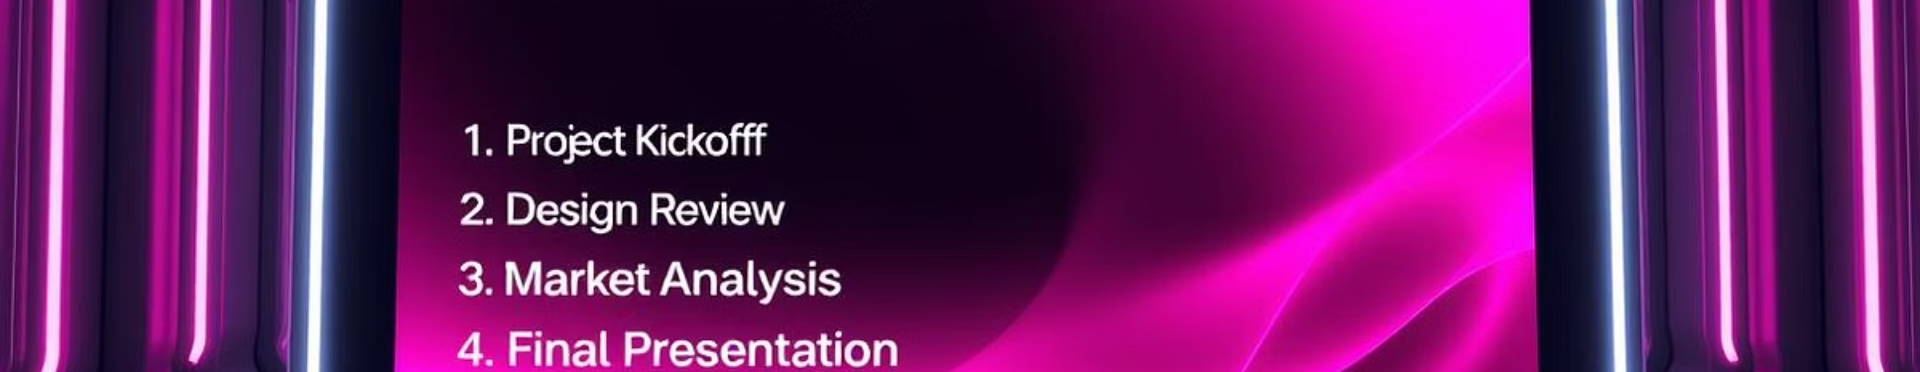 1. Project Kickofff
2. Design Review
3. Market Analysis
4. Final Presentation